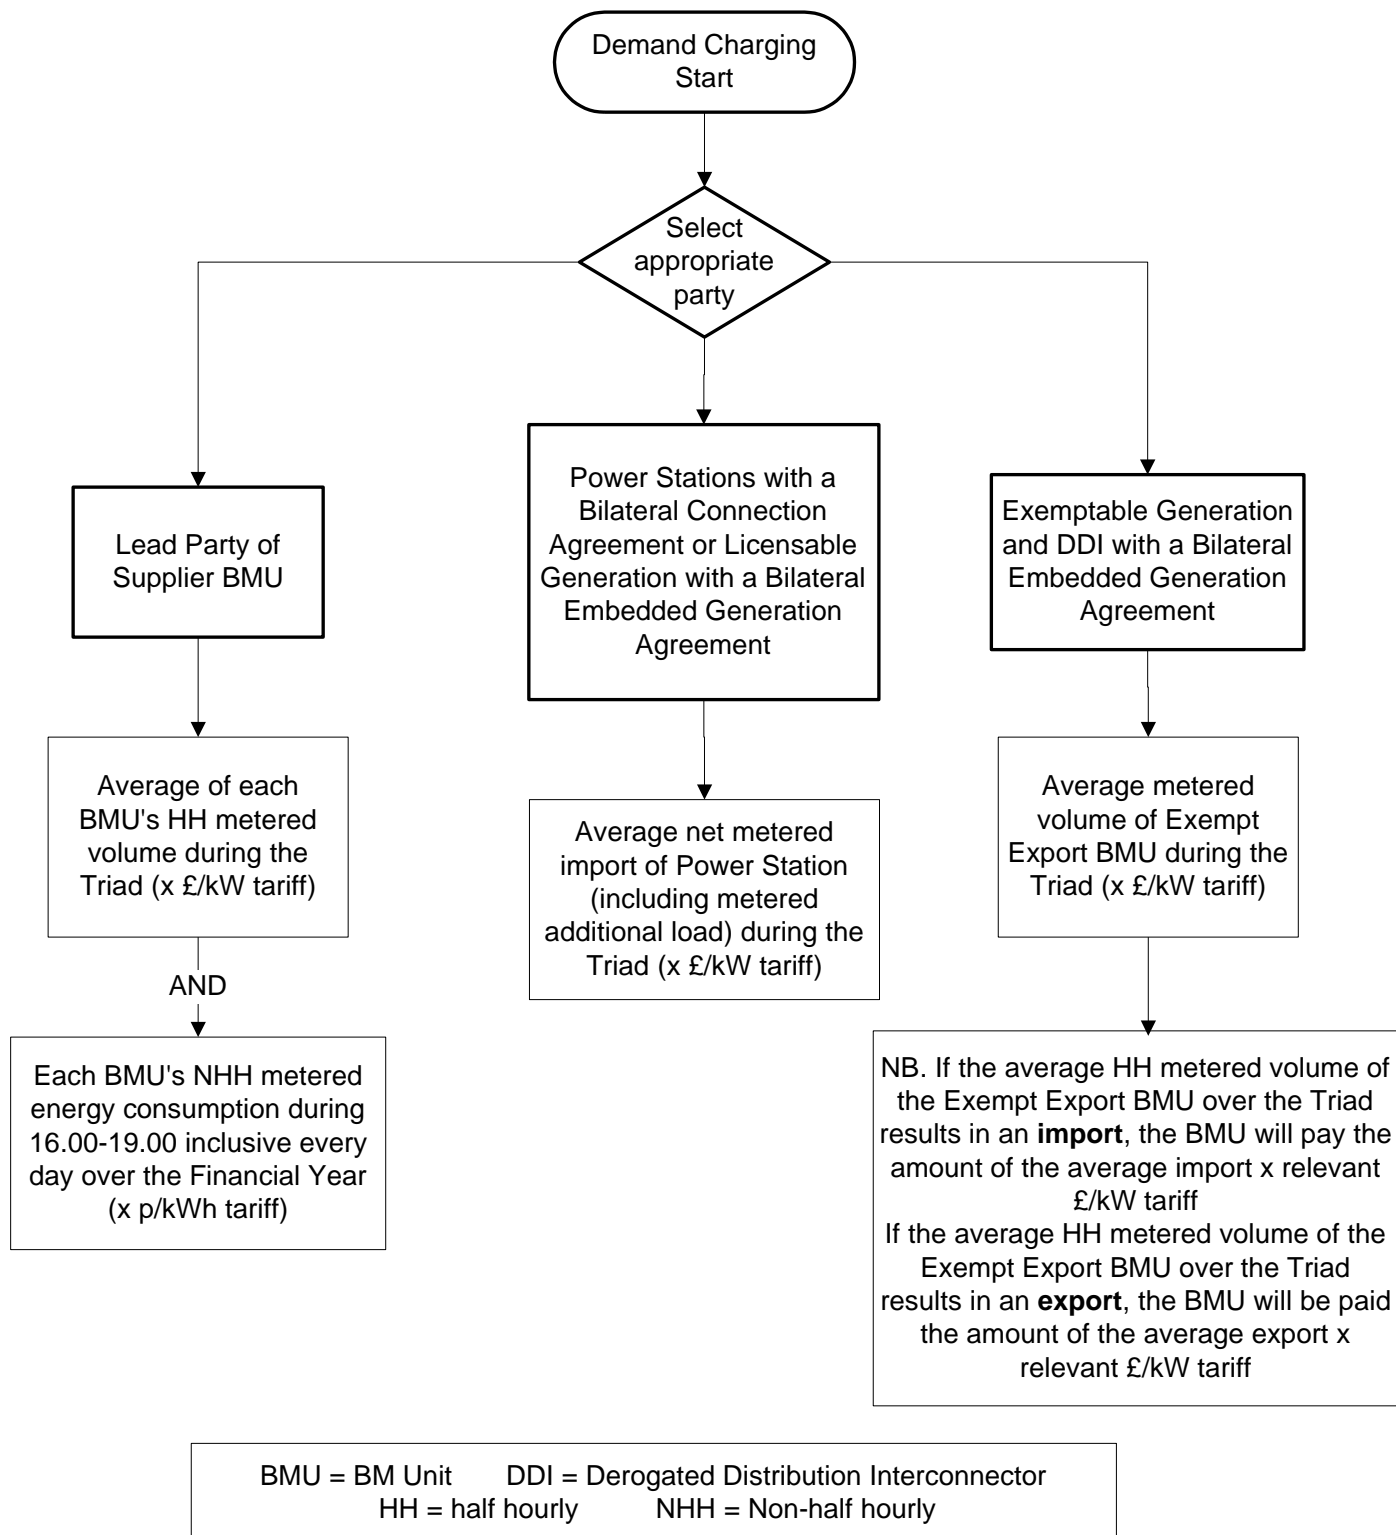 Demand Charging
Start
Select
appropriate
party
Lead Party of
Supplier BMU
Power Stations with a
Bilateral Connection
Agreement or Licensable
Generation with a Bilateral
Embedded Generation
Agreement
Exemptable Generation
and DDI with a Bilateral
Embedded Generation
Agreement
Average of each
BMU's HH metered
volume during the
Triad (x £/kW tariff)
Average net metered
import of Power Station
(including metered
additional load) during the
Triad (x £/kW tariff)
Average metered
volume of Exempt
Export BMU during the
Triad (x £/kW tariff)
AND
Each BMU's NHH metered
energy consumption during
16.00-19.00 inclusive every
day over the Financial Year
(x p/kWh tariff)
NB. If the average HH metered volume of
the Exempt Export BMU over the Triad
results in an import, the BMU will pay the
amount of the average import x relevant
£/kW tariff
If the average HH metered volume of the
Exempt Export BMU over the Triad
results in an export, the BMU will be paid
the amount of the average export x
relevant £/kW tariff
BMU = BM Unit DDI = Derogated Distribution Interconnector
HH = half hourly NHH = Non-half hourly